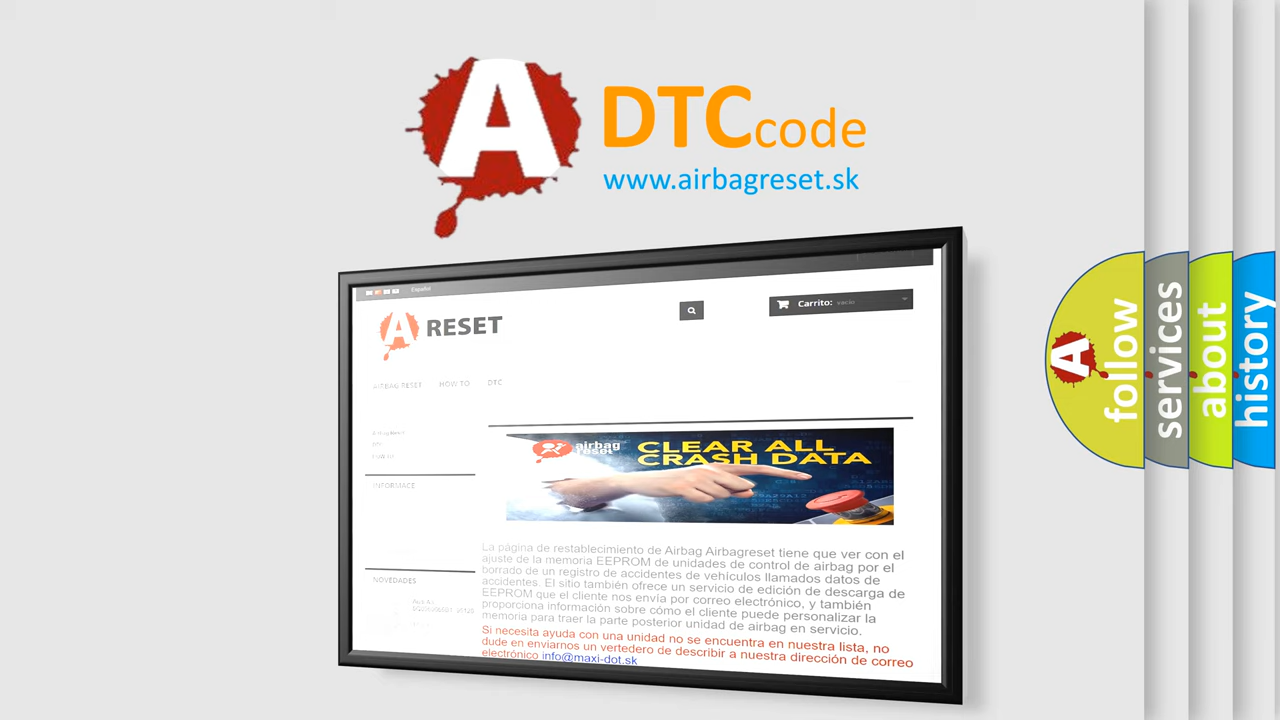 A
DTCcode
www.airbagreset.sk
Español
A RESET
Carrito: vacío
AIRBAG RESET HOW TO DTC
INFORMACE
airbag
reset
CLEAR ALL
CRASH DATA
La página de restablecimiento de Airbag Airbagreset tiene que ver con el
ajuste de la memoria EEPROM de unidades de control de airbag por el
borrado de un registro de accidentes de vehículos llamados datos de
accidentes. El sitio también ofrece un servicio de edición de descarga de
EEPROM que el cliente nos envía por correo electrónico, y también
proporciona información sobre cómo el cliente puede personalizar la
memoria para traer la parte posterior unidad de airbag en servicio.
Si necesita ayuda con una unidad no se encuentra en nuestra lista, no
dude en enviarnos un vertedero de describir a nuestra dirección de correo
electrónico info@maxi-dot.sk
NOVEDADES
A
follow
services
about
history